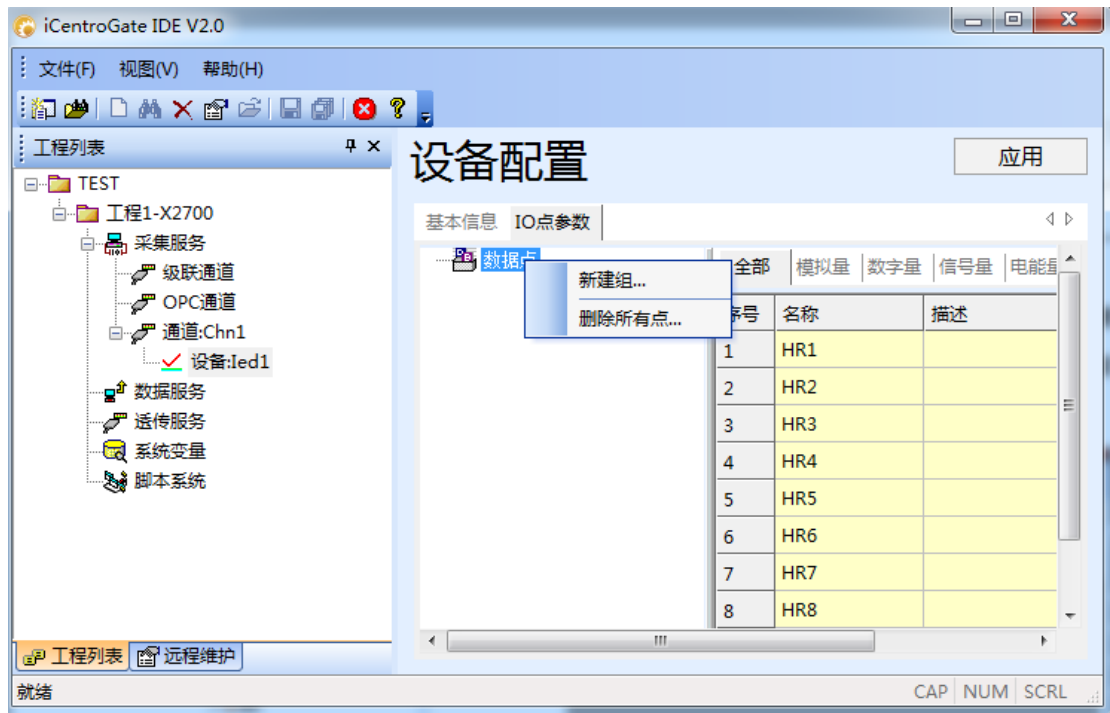 iCentroGate IDE V2.0
文件(F) 视图(V) 帮助(H)
工程列表
TEST
工程1-X2700
采集服务
级联通道
OPC通道
通道:Chn1
设备:Ied1
数据服务
透传服务
系统变量
脚本系统
工程列表 远程维护
设备配置 应用
基本信息 IO点参数
数据点
新建组...
删除所有点...
全部 模拟量 数字量 信号量 电能量
序号 名称 描述
1 HR1
2 HR2
3 HR3
4 HR4
5 HR5
6 HR6
7 HR7
8 HR8
就绪 CAP NUM SCRL